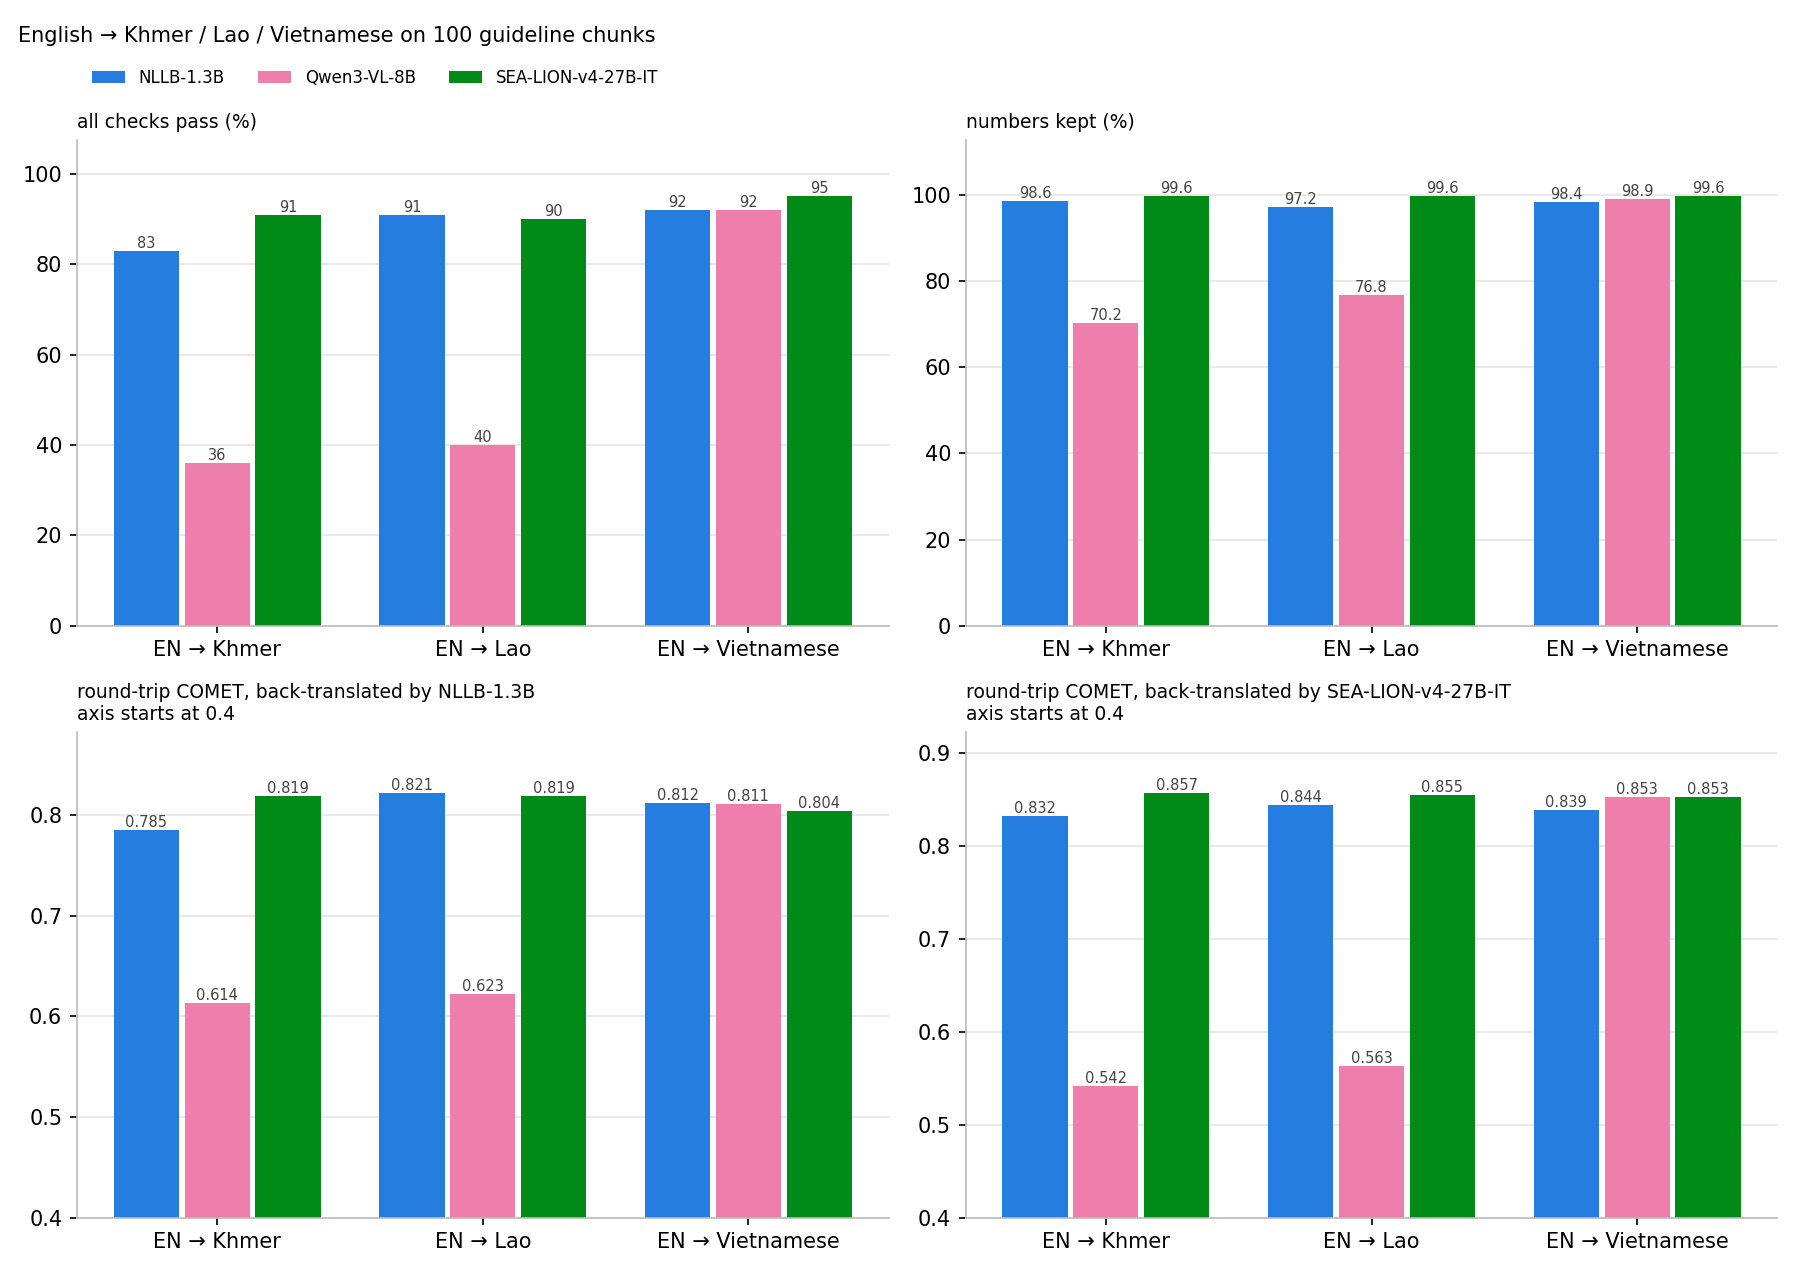 English → Khmer / Lao / Vietnamese on 100 guideline chunks
NLLB-1.3B Qwen3-VL-8B SEA-LION-v4-27B-IT
all checks pass (%)
100
80
60
40
20
0
83 36 91 91 40 90 92 92 95
EN → Khmer EN → Lao EN → Vietnamese
numbers kept (%)
100
80
60
40
20
0
98.6 70.2 99.6 97.2 76.8 99.6 98.4 98.9 99.6
EN → Khmer EN → Lao EN → Vietnamese
round-trip COMET, back-translated by NLLB-1.3B
axis starts at 0.4
0.8
0.7
0.6
0.5
0.4
0.785 0.614 0.819 0.821 0.623 0.819 0.812 0.811 0.804
EN → Khmer EN → Lao EN → Vietnamese
round-trip COMET, back-translated by SEA-LION-v4-27B-IT
axis starts at 0.4
0.9
0.8
0.7
0.6
0.5
0.4
0.832 0.542 0.857 0.844 0.563 0.855 0.839 0.853 0.853
EN → Khmer EN → Lao EN → Vietnamese